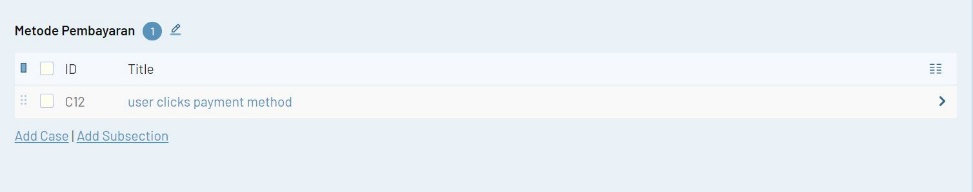 Metode Pembayaran 1
ID Title
C12 user clicks payment method
Add Case | Add Subsection